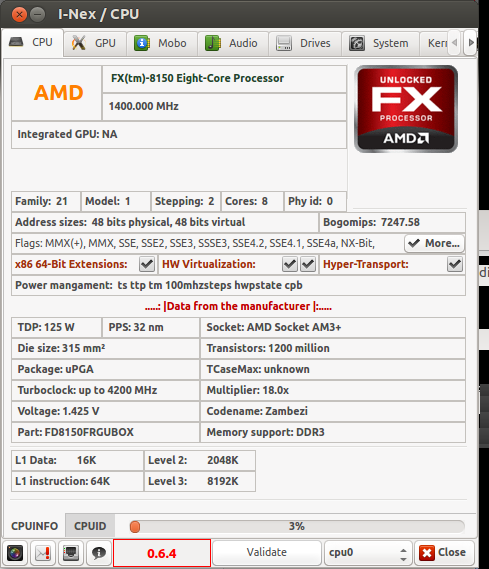 I-Nex / CPU
CPU GPU Mobo Audio Drives System Kern
AMD
FX(tm)-8150 Eight-Core Processor
1400.000 MHz
Integrated GPU: NA
UNLOCKED
FX
PROCESSOR
AMD
Family: 21 Model: 1 Stepping: 2 Cores: 8 Phy id: 0
Address sizes: 48 bits physical, 48 bits virtual Bogomips: 7247.58
Flags: MMX(+), MMX, SSE, SSE2, SSE3, SSSE3, SSE4.2, SSE4.1, SSE4a, NX-Bit, More...
x86 64-Bit Extensions: HW Virtualization: Hyper-Transport:
Power mangament: ts ttp tm 100mhzsteps hwpstate cpb
.....: |Data from the manufacturer |:.....
TDP: 125 W PPS: 32 nm Socket: AMD Socket AM3+
Die size: 315 mm² Transistors: 1200 million
Package: uPGA TCaseMax: unknown
Turboclock: up to 4200 MHz Multiplier: 18.0x
Voltage: 1.425 V Codename: Zambezi
Part: FD8150FRGUBOX Memory support: DDR3
L1 Data: 16K Level 2: 2048K
L1 instruction: 64K Level 3: 8192K
CPUINFO CPUID 3%
0.6.4 Validate cpu0 Close
di